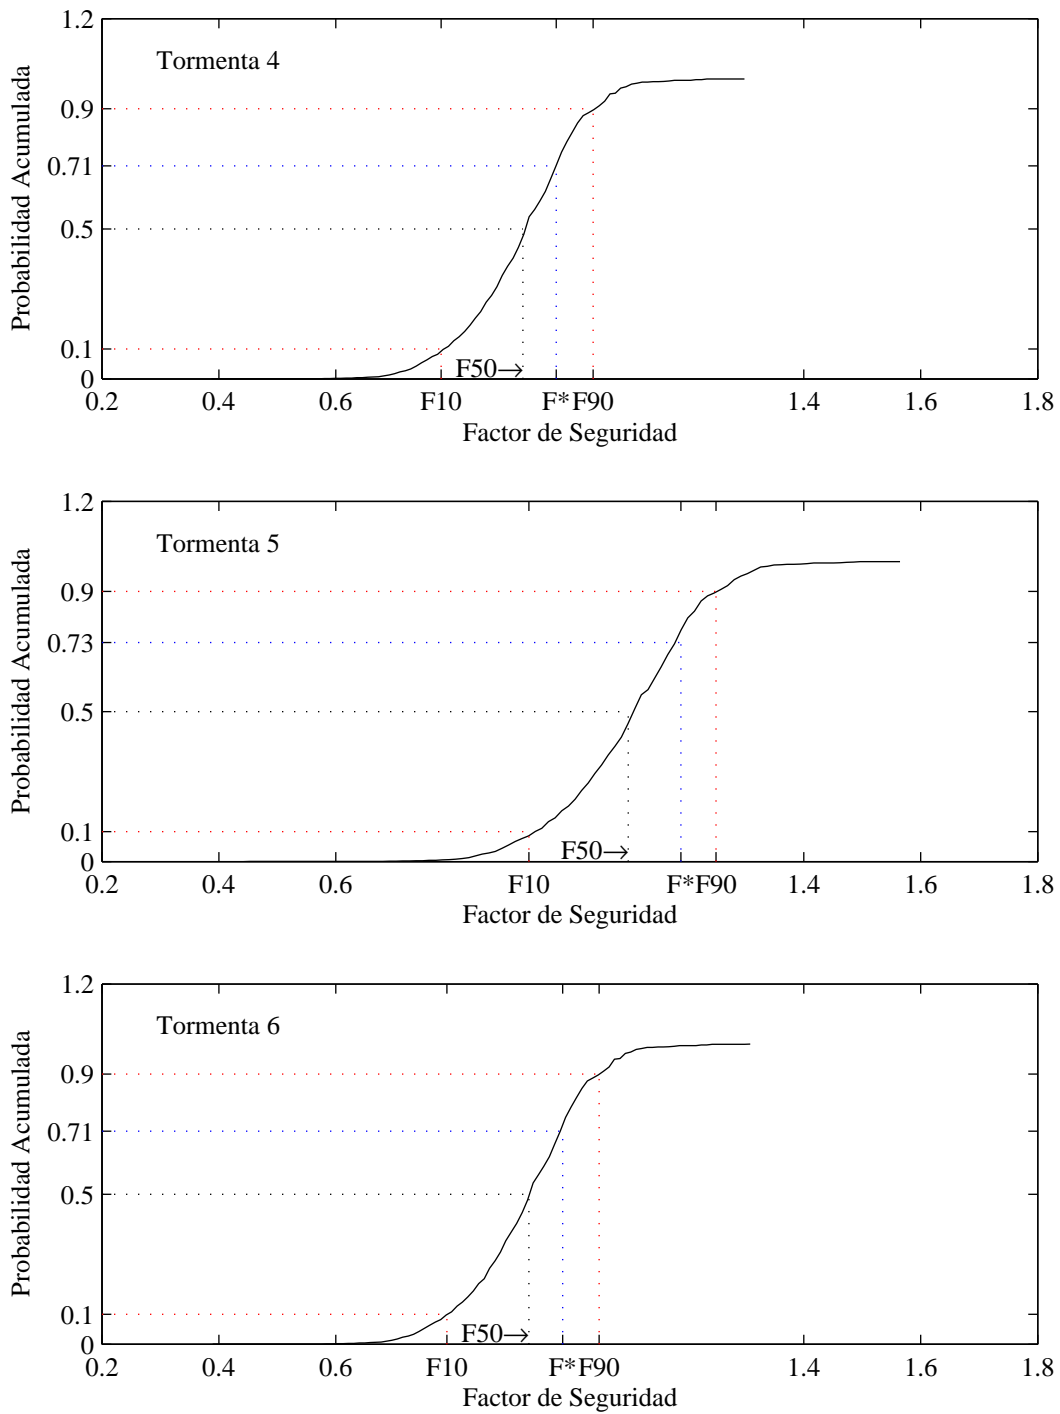 1.2
Tormenta 4
0.9
0.71
0.5
0.1
0
Probabilidad Acumulada
F50→
0.2 0.4 0.6 F10 F* F90 1.4 1.6 1.8
Factor de Seguridad
1.2
Tormenta 5
0.9
0.73
0.5
0.1
0
Probabilidad Acumulada
F50→
0.2 0.4 0.6 F10 F* F90 1.4 1.6 1.8
Factor de Seguridad
1.2
Tormenta 6
0.9
0.71
0.5
0.1
0
Probabilidad Acumulada
F50→
0.2 0.4 0.6 F10 F* F90 1.4 1.6 1.8
Factor de Seguridad